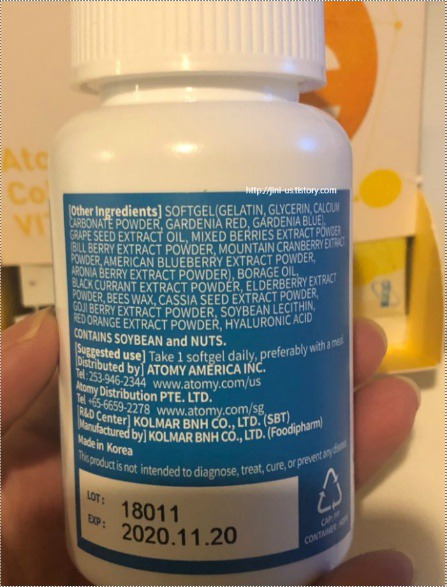 Ato
Co
VI
e
http://jini-us.tistory.com
[Other Ingredients] SOFTGEL(GELATIN, GLYCERIN, CALCIUM
CARBONATE POWDER, GARDENIA RED, GARDENIA BLUE),
GRAPE SEED EXTRACT OIL, MIXED BERRIES EXTRACT POWDER
(BILL BERRY EXTRACT POWDER, MOUNTAIN CRANBERRY EXTRACT
POWDER, AMERICAN BLUEBERRY EXTRACT POWDER,
ARONIA BERRY EXTRACT POWDER), BORAGE OIL,
BLACK CURRANT EXTRACT POWDER, ELDERBERRY EXTRACT
POWDER, BEES WAX, CASSIA SEED EXTRACT POWDER,
GOJI BERRY EXTRACT POWDER, SOYBEAN LECITHIN,
RED ORANGE EXTRACT POWDER, HYALURONIC ACID
CONTAINS SOYBEAN and NUTS.
[Suggested use] Take 1 softgel daily, preferably with a meal.
[Distributed by] ATOMY AMERICA INC.
Tel : 253-946-2344 www.atomy.com/us
Atomy Distribution PTE. LTD.
Tel +65-6659-2278 www.atomy.com/sg
[R&D Center] KOLMAR BNH CO., LTD. (SBT)
[Manufactured by] KOLMAR BNH CO., LTD. (Foodipharm)
Made in Korea
This product is not intended to diagnose, treat, cure, or prevent any disease.
LOT : 18011
EXP : 2020.11.20
CONTAINER: